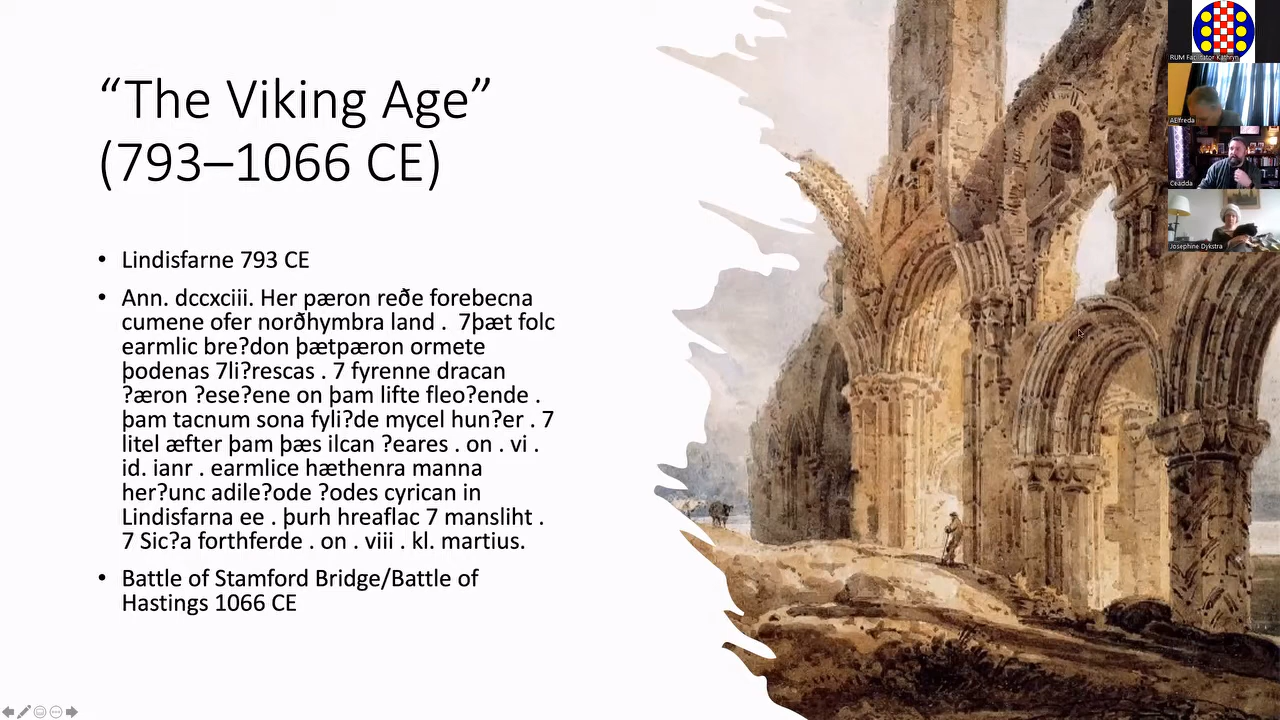 “The Viking Age”
(793–1066 CE)
• Lindisfarne 793 CE
• Ann. dccxciii. Her pæron reðe forebecna
cumene ofer norðhymbra land .  7þæt folc
earmlic bre?don þætpæron ormete
þodenas 7li?rescas . 7 fyrenne dracan
?æron ?ese?ene on þam lifte fleo?ende .
þam tacnum sona fyli?de mycel hun?er . 7
litel æfter þam þæs ilcan ?eares . on . vi .
id. ianr . earmlice hæthenra manna
her?unc adile?ode ?odes cyrican in
Lindisfarna ee . þurh hreaflac 7 mansliht .
7 Sic?a forthferde . on . viii . kl. martius.
• Battle of Stamford Bridge/Battle of
Hastings 1066 CE
RUM Facilitator Kathryn
AElfreda
Ceadda
Josephine Dykstra